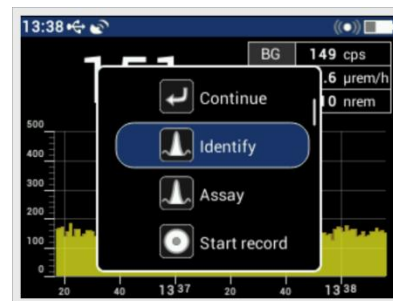 13:38
BG 149 cps
.6 µrem/h
10 nrem
Continue
Identify
Assay
Start record
500
400
300
200
100
0
20 40 13 37 20 40 13 38